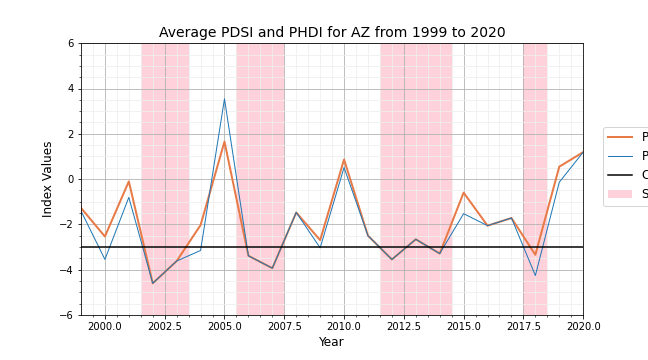 Average PDSI and PHDI for AZ from 1999 to 2020
6
4
2
0
−2
−4
−6
Index Values
2000.0 2002.5 2005.0 2007.5 2010.0 2012.5 2015.0 2017.5 2020.0
Year
P
P
C
S